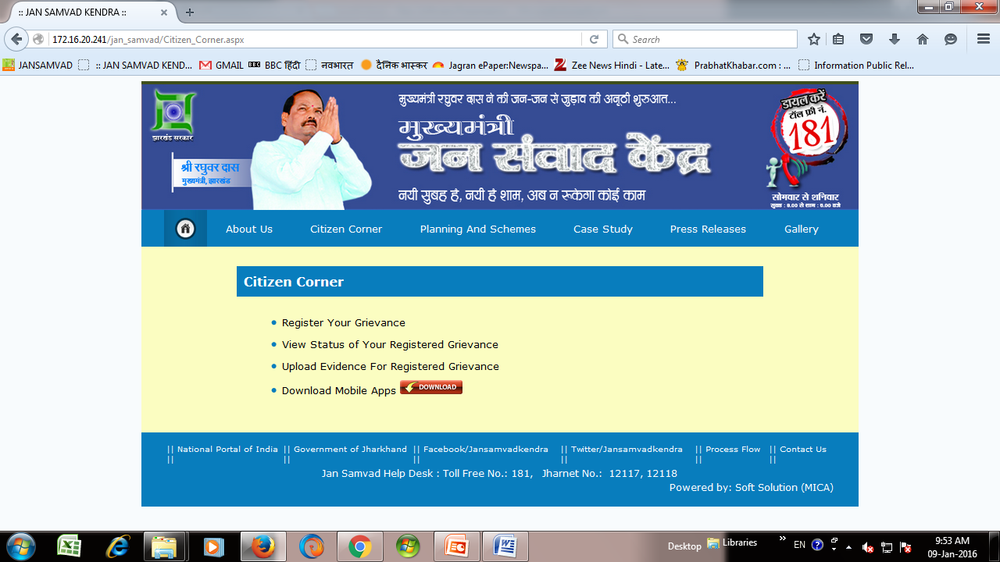 :: JAN SAMVAD KENDRA ::
172.16.20.241/jan_samvad/Citizen_Corner.aspx
Search
JANSAMVAD
:: JAN SAMVAD KEND...
GMAIL
BBC
BBC हिंदी
नवभारत
दैनिक भास्कर
Jagran ePaper:Newspa...
Zee News Hindi - Late...
PrabhatKhabar.com : ...
Information Public Rel...
झारखंड सरकार
श्री रघुवर दास
मुख्यमंत्री, झारखंड
मुख्यमंत्री रघुवर दास ने की जन-जन से जुड़ाव की अनूठी शुरुआत...
मुख्यमंत्री
जन संवाद केंद्र
नयी सुबह है, नयी है शाम, अब न रूकेगा कोई काम
डायल करें
टॉल फ्री नं.
181
सोमवार से शनिवार
सुबह : 8.00 से शाम : 8.00 बजे
About Us
Citizen Corner
Planning And Schemes
Case Study
Press Releases
Gallery
Citizen Corner
Register Your Grievance
View Status of Your Registered Grievance
Upload Evidence For Registered Grievance
Download Mobile Apps DOWNLOAD
|| National Portal of India || Government of Jharkhand || Facebook/Jansamvadkendra || Twitter/Jansamvadkendra || Process Flow || Contact Us
|| || || || || ||
Jan Samvad Help Desk : Toll Free No.: 181, Jharnet No.: 12117, 12118
Powered by: Soft Solution (MICA)
Desktop
Libraries
EN
9:53 AM
09-Jan-2016